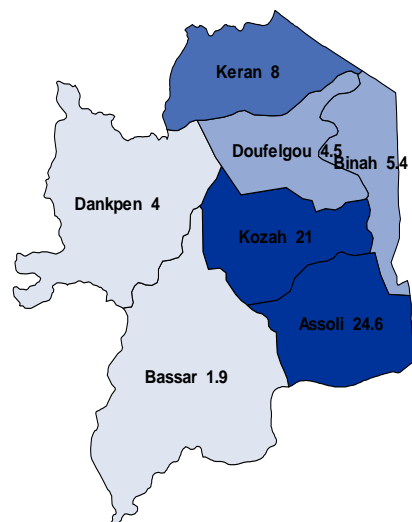 Keran 8
Doufelgou 4.5
Binah 5.4
Dankpen 4
Kozah 21
Assoli 24.6
Bassar 1.9